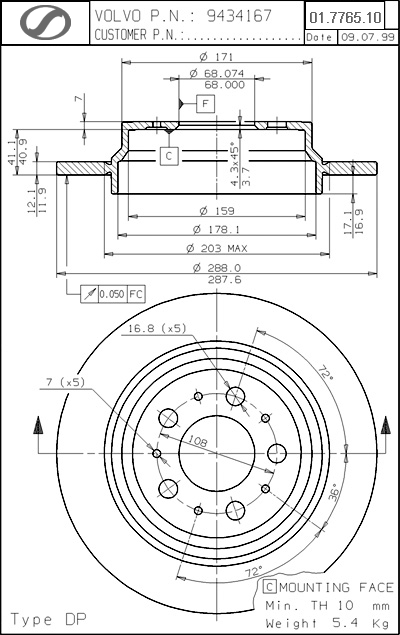 VOLVO P.N.: 9434167
CUSTOMER P.N.:....................
01.7765.10
Date 09.07.99
Ø 171
Ø 68.074
68.000
7
F
C
41.1
40.9
4.3x45°
3.7
12.1
11.9
17.1
16.9
Ø 159
Ø 178.1
Ø 203 MAX
Ø 288.0
287.6
0.050 FC
16.8 (x5)
72°
7 (x5)
108
36°
72°
C MOUNTING FACE
Min. TH 10 mm
Weight 5.4 Kg
Type DP